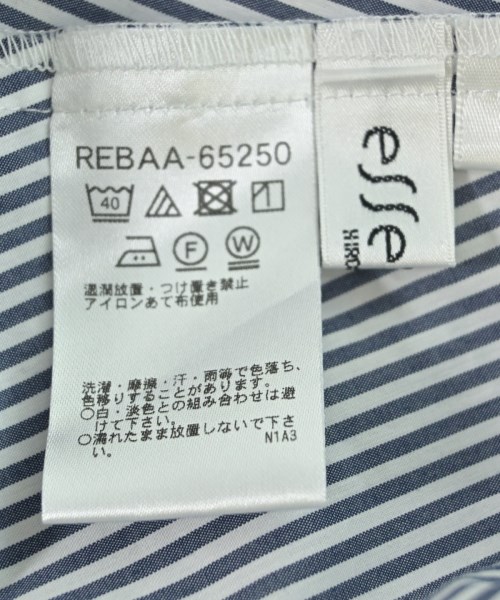 REBAA-65250
40
F
W
湿潤放置・つけ置き禁止
アイロンあて布使用
洗濯・摩擦・汗・雨等で色落ち、
色移りすることがあります。
○白・淡色との組み合わせは避
けて下さい。
○濡れたまま放置しないで下さ
い。
N1A3
esse